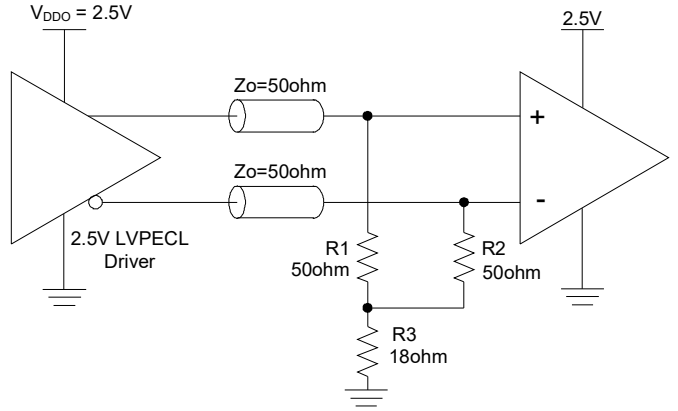 V_DDO = 2.5V
2.5V
Zo=50ohm
+
Zo=50ohm
-
2.5V LVPECL
Driver
R1
50ohm
R2
50ohm
R3
18ohm